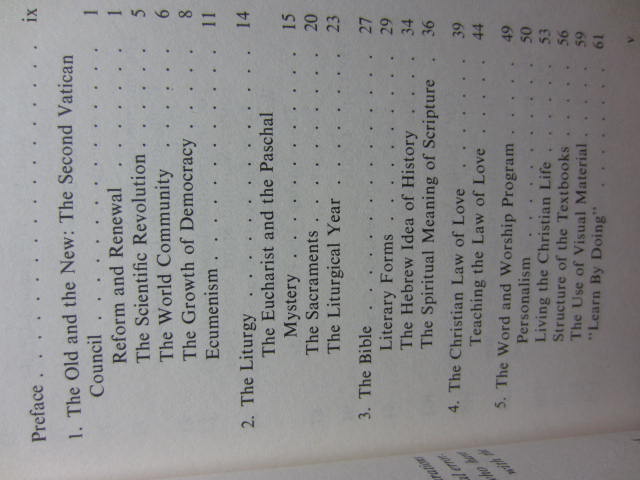 Preface . . . . . . . . . . . . . . . ix
1. The Old and the New: The Second Vatican
Council . . . . . . . . . . . . . 1
Reform and Renewal . . . . . . . 1
The Scientific Revolution . . . . . 5
The World Community . . . . . . 6
The Growth of Democracy . . . . 8
Ecumenism . . . . . . . . . . . 11
2. The Liturgy . . . . . . . . . . . . 14
The Eucharist and the Paschal
Mystery . . . . . . . . . . . 15
The Sacraments . . . . . . . . . 20
The Liturgical Year . . . . . . . . 23
3. The Bible . . . . . . . . . . . . . 27
Literary Forms . . . . . . . . . . 29
The Hebrew Idea of History . . . . 34
The Spiritual Meaning of Scripture . 36
4. The Christian Law of Love . . . . . . 39
Teaching the Law of Love . . . . . 44
5. The Word and Worship Program . . . . 49
Personalism . . . . . . . . . . . 50
Living the Christian Life . . . . . . 53
Structure of the Textbooks . . . . . 56
The Use of Visual Material . . . . . 59
"Learn By Doing" . . . . . . . . 61
v